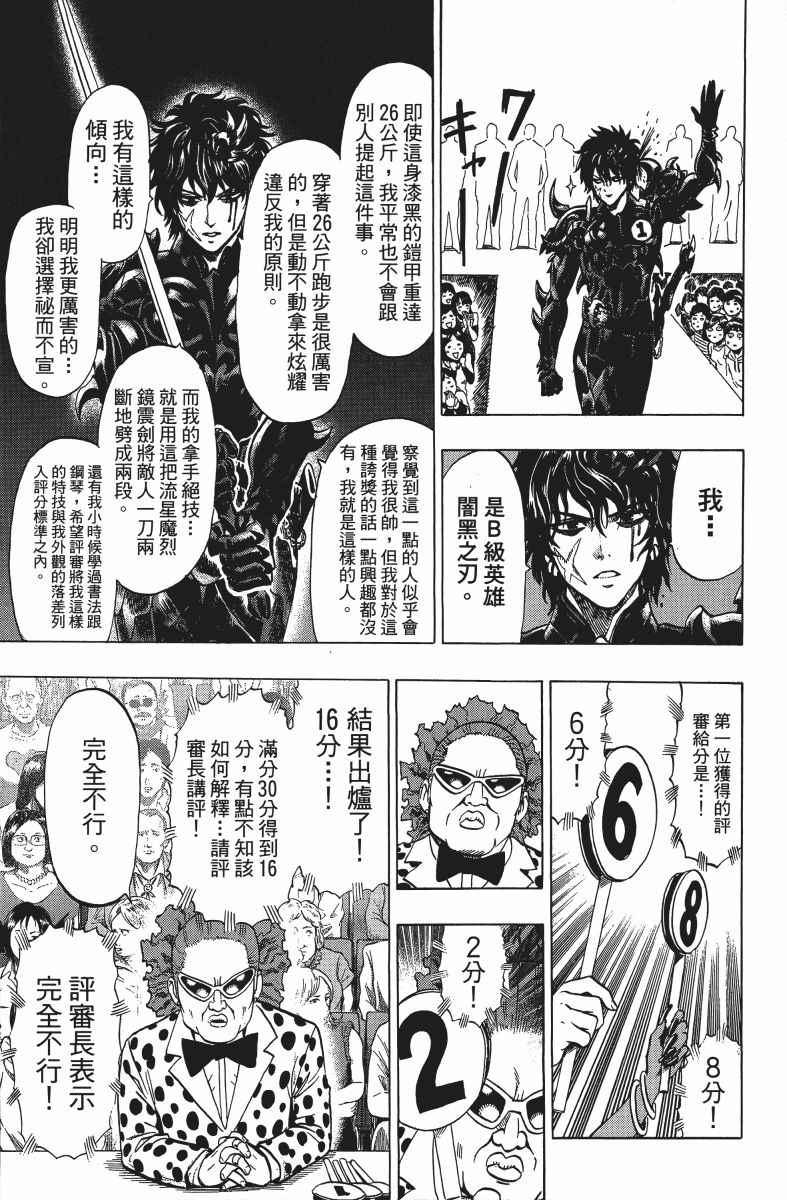 ワ
キャー
1
我…
是B級英雄
闇黑之刃。
即使這身漆黑的鎧甲重達
26公斤，我平常也不會跟
別人提起這件事。
穿著26公斤跑步是很厲害
的，但是動不動拿來炫耀
違反我的原則。
我有這樣的
傾向…
明明我更厲害的…
我卻選擇祕而不宣。
察覺到這一點的人似乎會
覺得我很帥，但我對於這
種誇獎的話一點興趣都沒
有，我就是這樣的人。
而我的拿手絕技…
就是用這把流星魔烈
鏡震劍將敵人一刀兩
斷地劈成兩段。
還有我小時候學過書法跟
鋼琴，希望評審將我這樣
的特技與我外觀的落差列
入評分標準之內。
第一位獲得的評
審給分是…！
6分！
6
8
8分！
2分！
2
結果出爐了！
16分…！
滿分30分得到16
分，有點不知該
如何解釋…請評
審長講評！
完全不行。
評審長表示
完全不行！